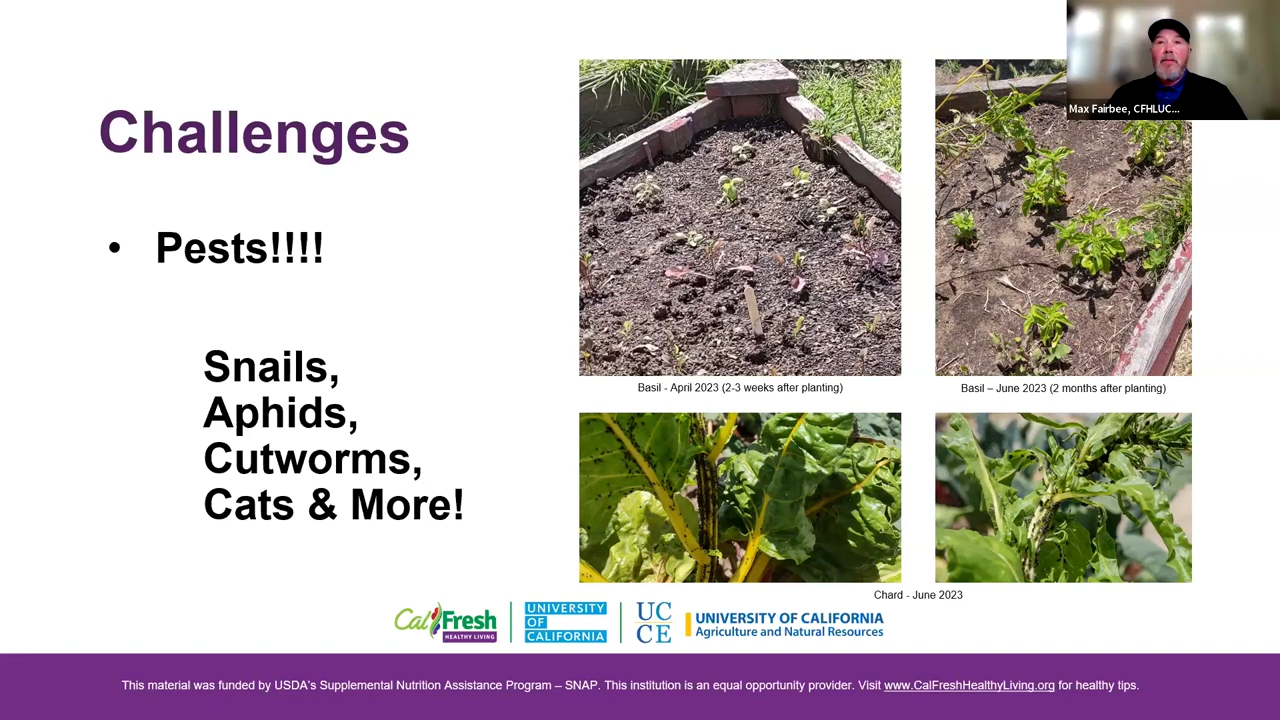 Challenges
• Pests!!!!
Snails,
Aphids,
Cutworms,
Cats & More!
Max Fairbee, CFHLUC...
Basil - April 2023 (2-3 weeks after planting)
Basil – June 2023 (2 months after planting)
Chard - June 2023
CalFresh
HEALTHY LIVING
UNIVERSITY
OF
CALIFORNIA
UC
CE
UNIVERSITY OF CALIFORNIA
Agriculture and Natural Resources
This material was funded by USDA's Supplemental Nutrition Assistance Program – SNAP. This institution is an equal opportunity provider. Visit www.CalFreshHealthyLiving.org for healthy tips.